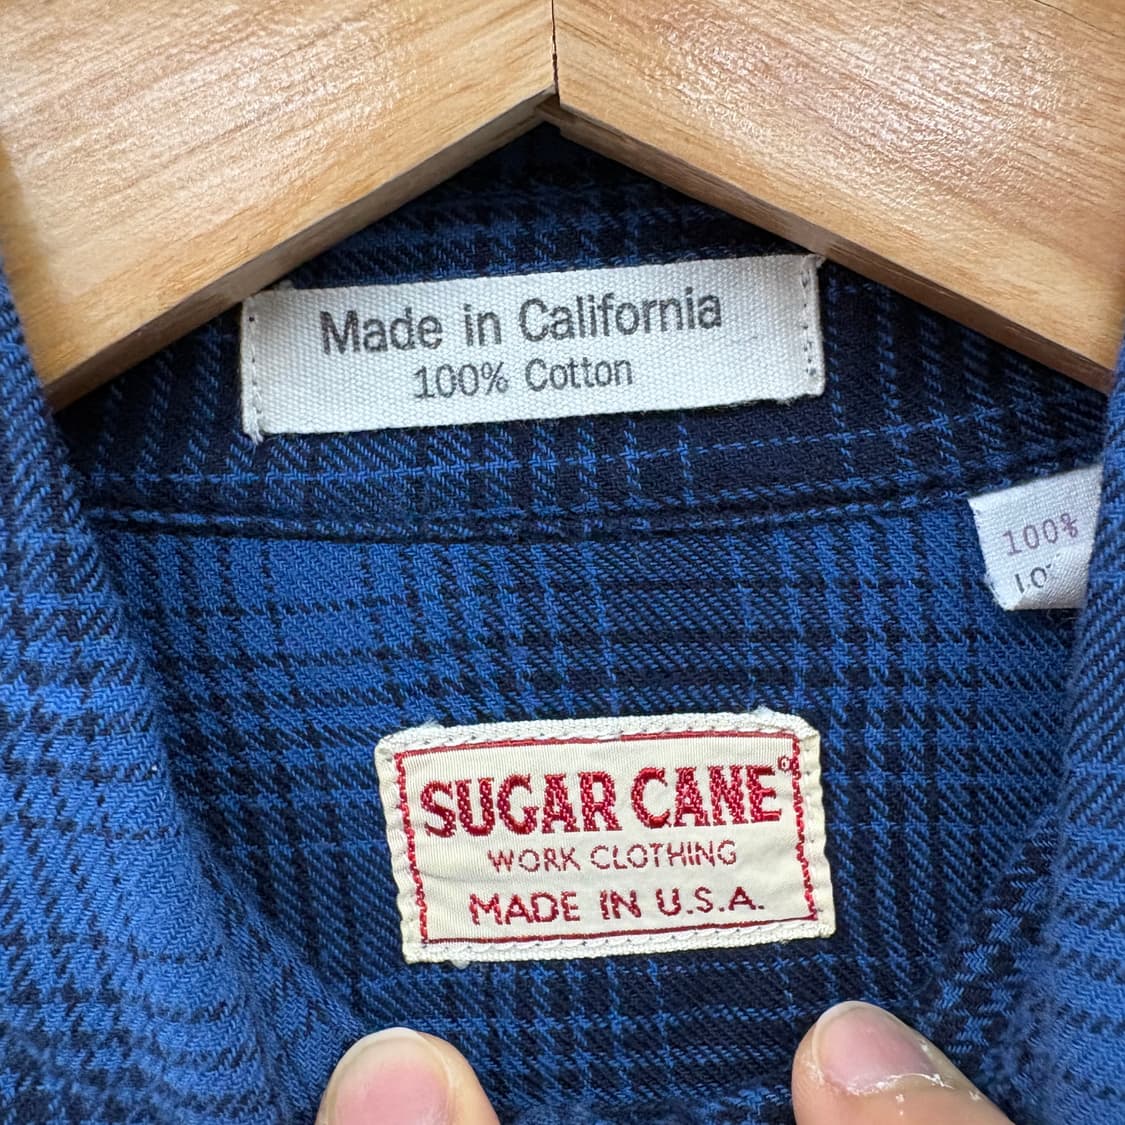 Made in California
100% Cotton
100%
SUGAR CANE®
WORK CLOTHING
MADE IN U.S.A.